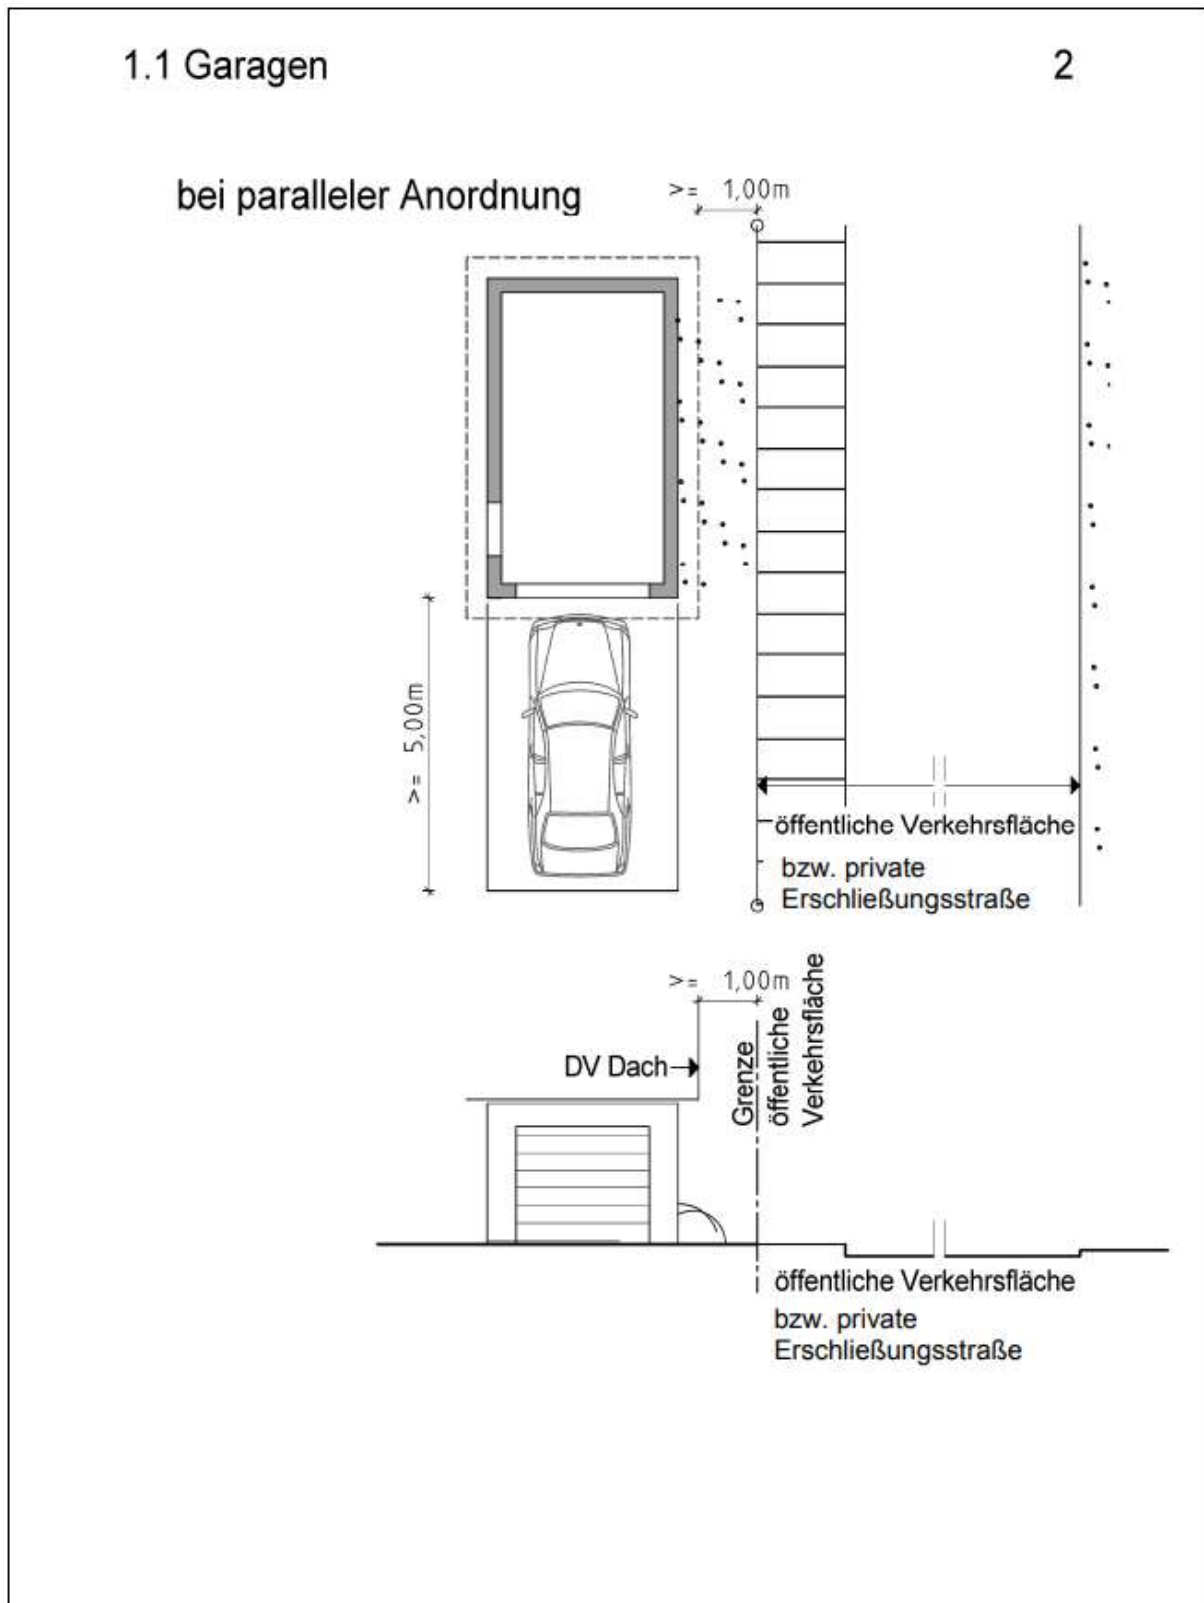 1.1 Garagen 2
bei paralleler Anordnung
>= 1,00m
>= 5,00m
öffentliche Verkehrsfläche
bzw. private
Erschließungsstraße
>= 1,00m
DV Dach
Grenze
öffentliche
Verkehrsfläche
öffentliche Verkehrsfläche
bzw. private
Erschließungsstraße